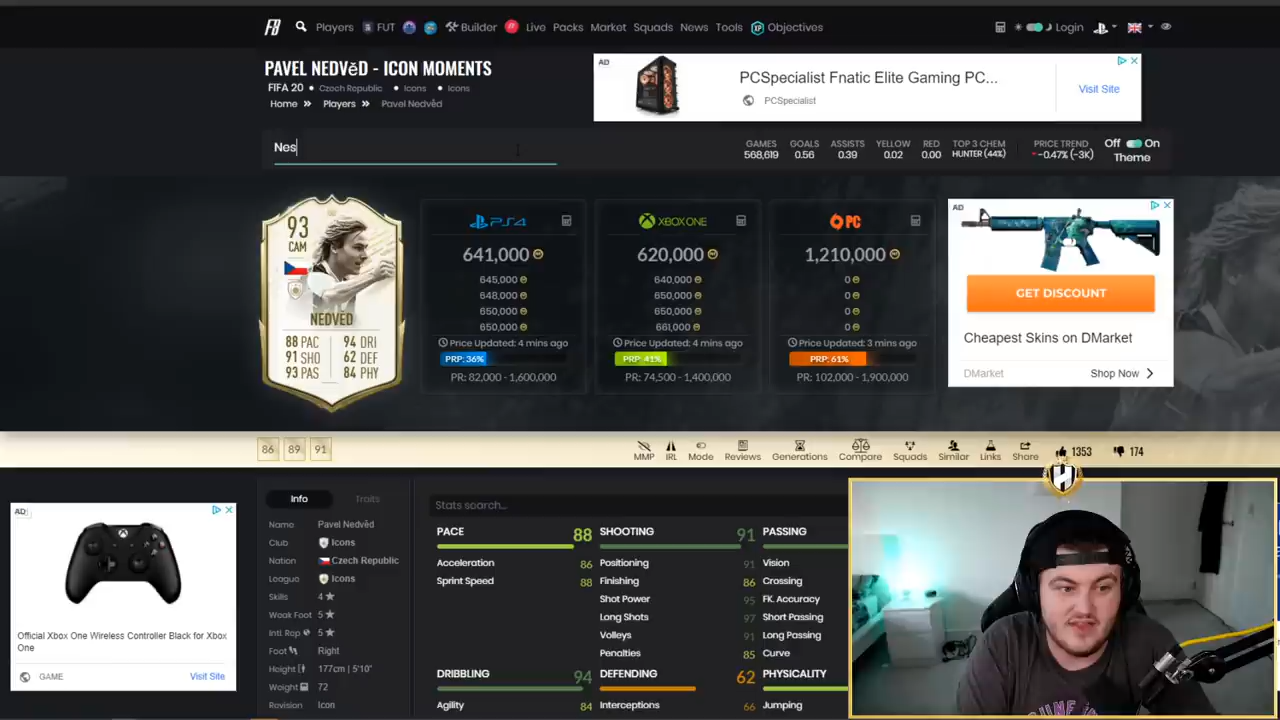 FB Players FUT Builder Live Packs Market Squads News Tools Objectives Login
PAVEL NEDVěD - ICON MOMENTS
FIFA 20 • Czech Republic • Icons • Icons
Home >> Players >> Pavel Nedvěd
AD
PCSpecialist Fnatic Elite Gaming PC...
PCSpecialist
Visit Site
Nes
GAMES GOALS ASSISTS YELLOW RED TOP 3 CHEM PRICE TREND Off On
568,619 0.56 0.39 0.02 0.00 HUNTER (44%) -0.47% (-3K) Theme
93
CAM
NEDVĚD
88 PAC 94 DRI
91 SHO 62 DEF
93 PAS 84 PHY
PS4
641,000
645,000
648,000
650,000
650,000
Price Updated: 4 mins ago
PRP: 36%
PR: 82,000 - 1,600,000
XBOX ONE
620,000
640,000
650,000
650,000
661,000
Price Updated: 4 mins ago
PRP: 41%
PR: 74,500 - 1,400,000
PC
1,210,000
0
0
0
0
Price Updated: 3 mins ago
PRP: 61%
PR: 102,000 - 1,900,000
AD
GET DISCOUNT
Cheapest Skins on DMarket
DMarket Shop Now
86 89 91
MMP IRL Mode Reviews Generations Compare Squads Similar Links Share 1353 174
AD
Official Xbox One Wireless Controller Black for Xbox
One
GAME Visit Site
Info Traits
Name Pavel Nedvěd
Club Icons
Nation Czech Republic
League Icons
Skills 4
Weak Foot 5
Intl. Rep 5
Foot Right
Height 177cm | 5'10"
Weight 72
Revision Icon
Stats search...
PACE 88
Acceleration 86
Sprint Speed 88
SHOOTING 91
Positioning 91
Finishing 86
Shot Power 95
Long Shots 97
Volleys 91
Penalties 85
PASSING
Vision
Crossing
FK. Accuracy
Short Passing
Long Passing
Curve
DRIBBLING 94
Agility 84
DEFENDING 62
Interceptions 66
PHYSICALITY
Jumping